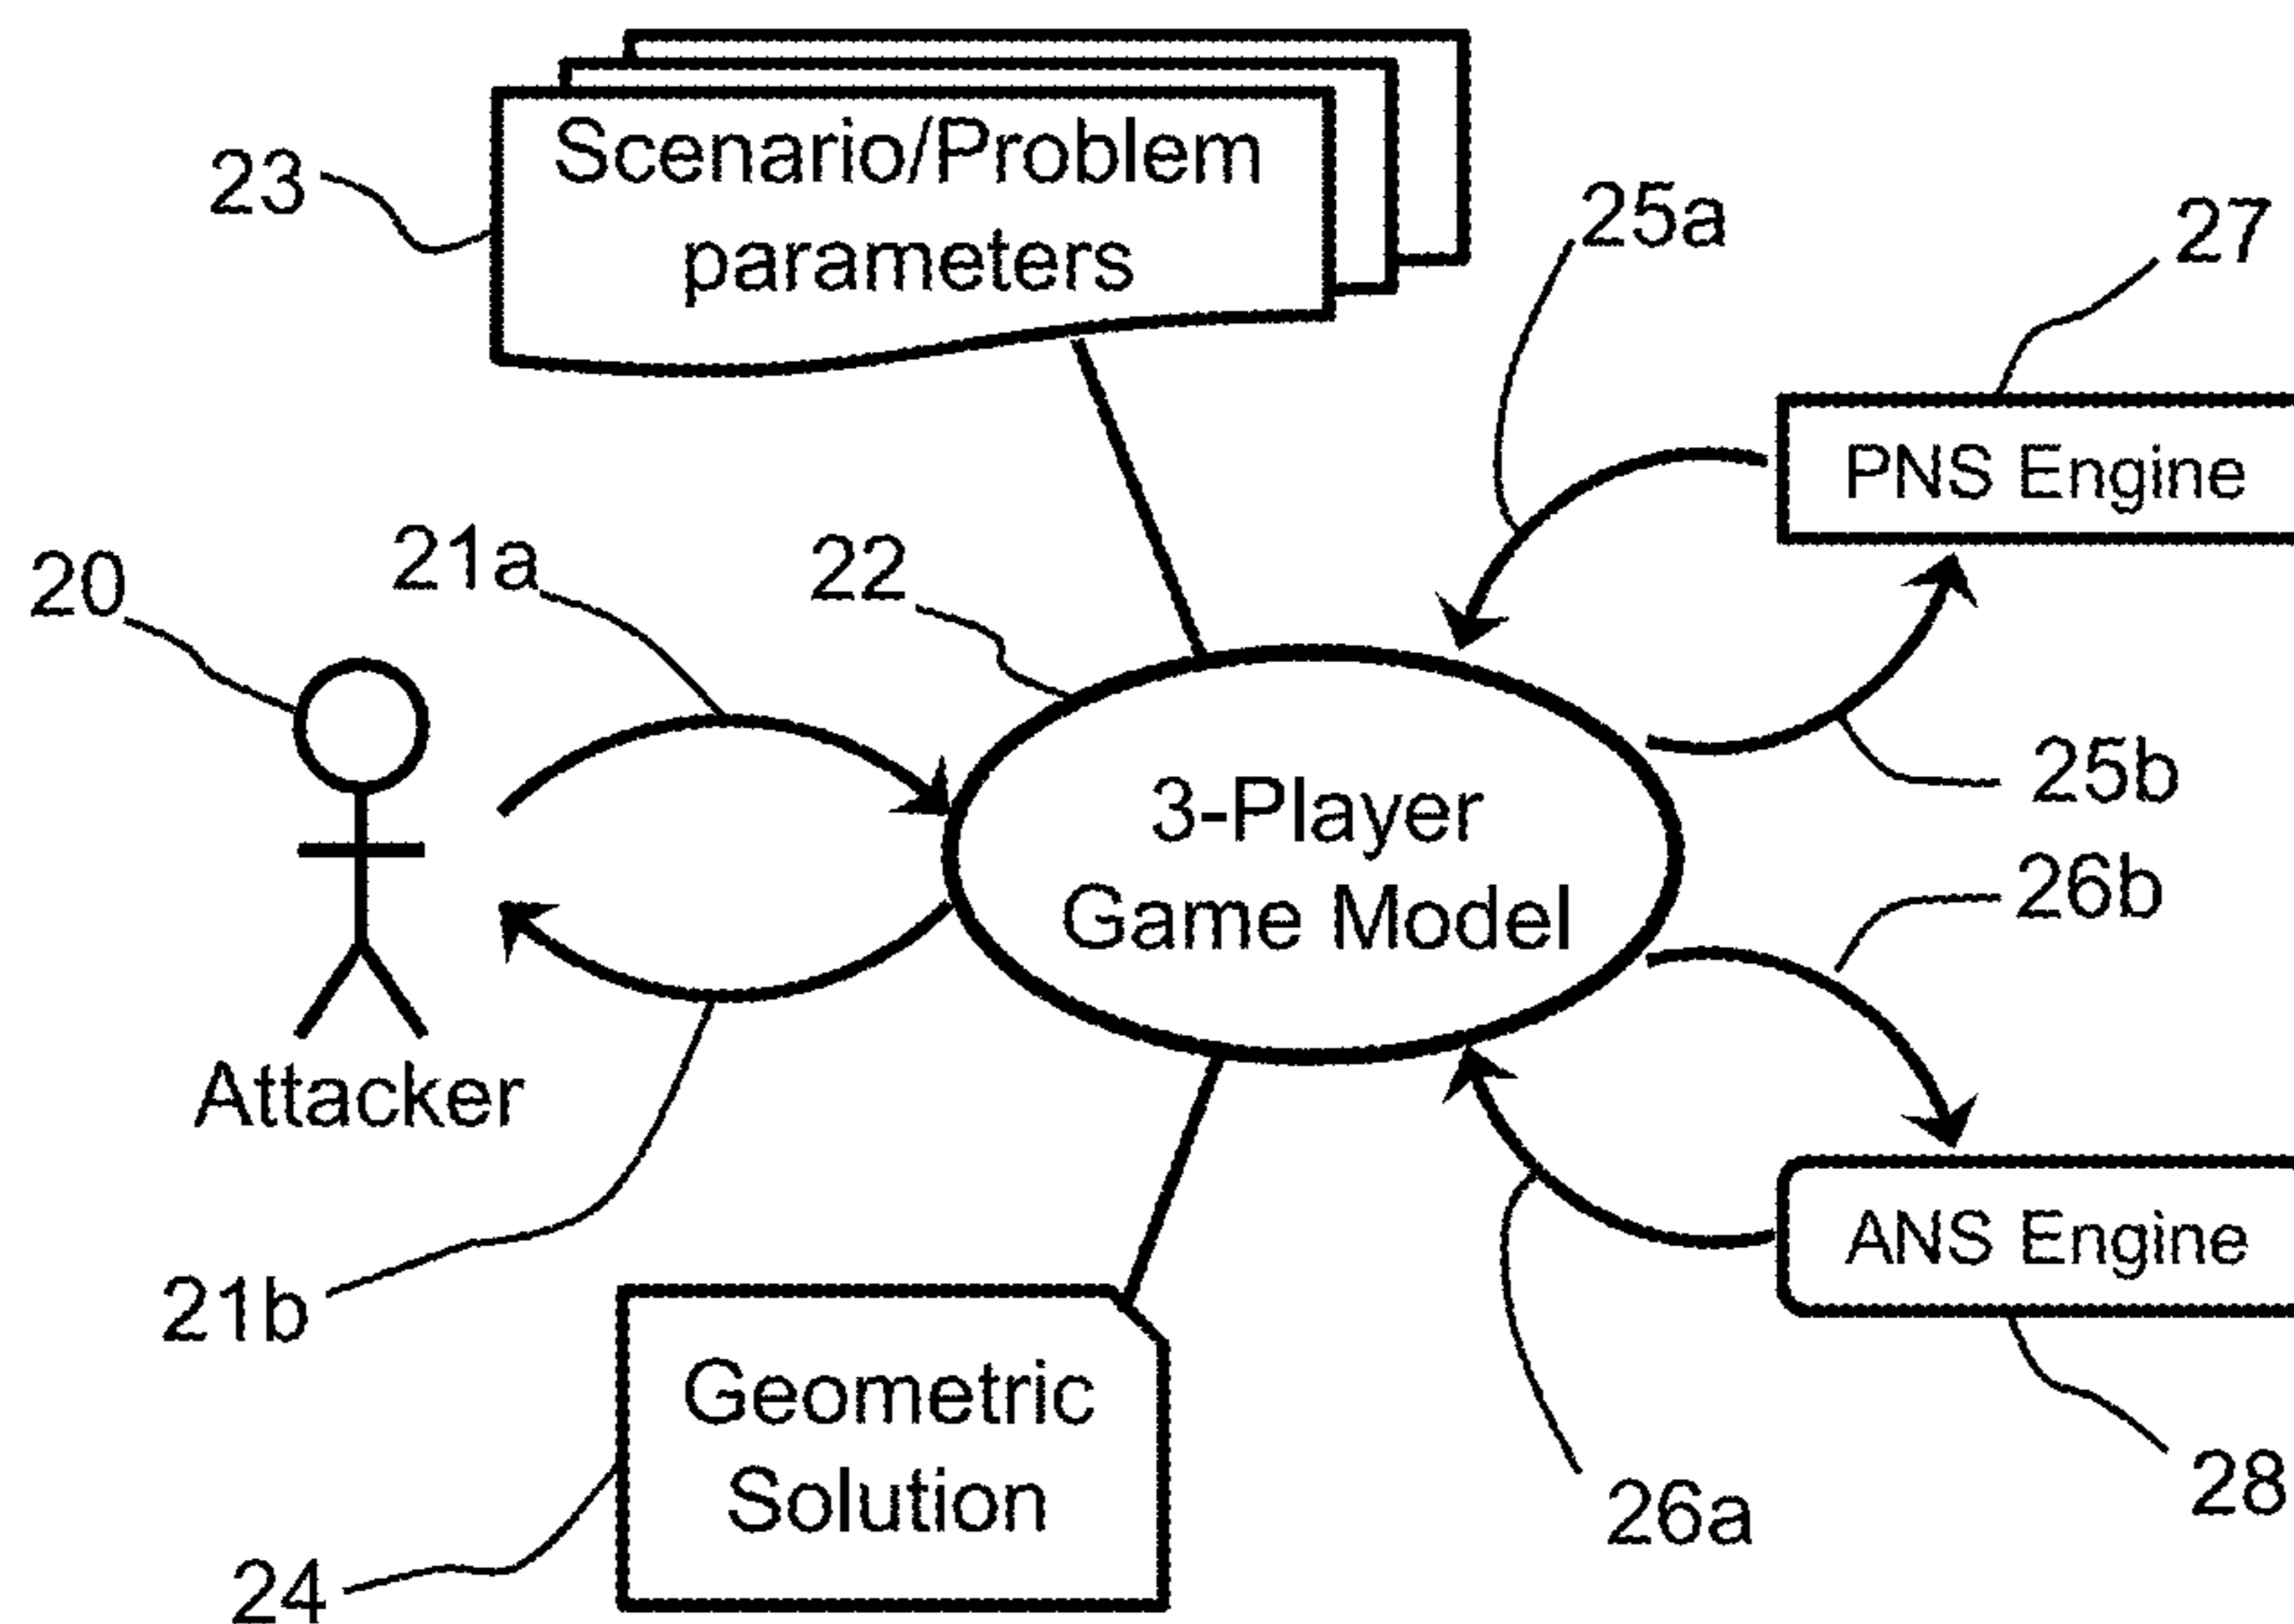 Scenario/Problem
parameters
23
25a
27
PNS Engine
20
21a
22
3-Player
Game Model
25b
26b
Attacker
ANS Engine
21b
Geometric
Solution
24
26a
28